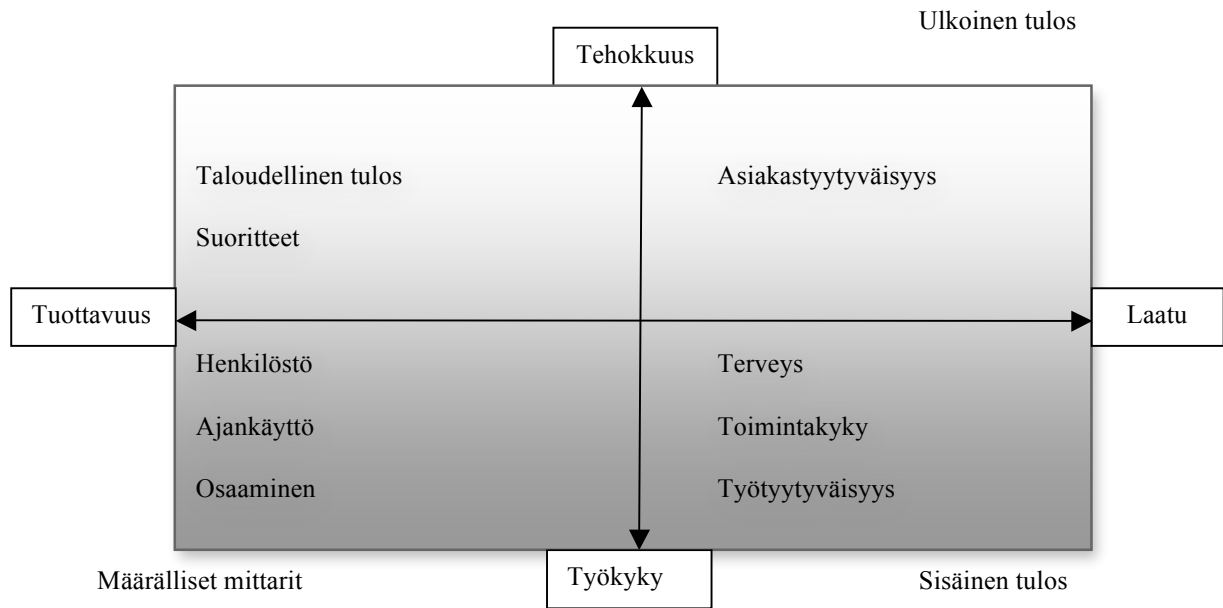 Ulkoinen tulos
Tehokkuus
Taloudellinen tulos
Asiakastyytyväisyys
Suoritteet
Tuottavuus
Laatu
Henkilöstö
Terveys
Ajankäyttö
Toimintakyky
Osaaminen
Työtyytyväisyys
Määrälliset mittarit
Työkyky
Sisäinen tulos